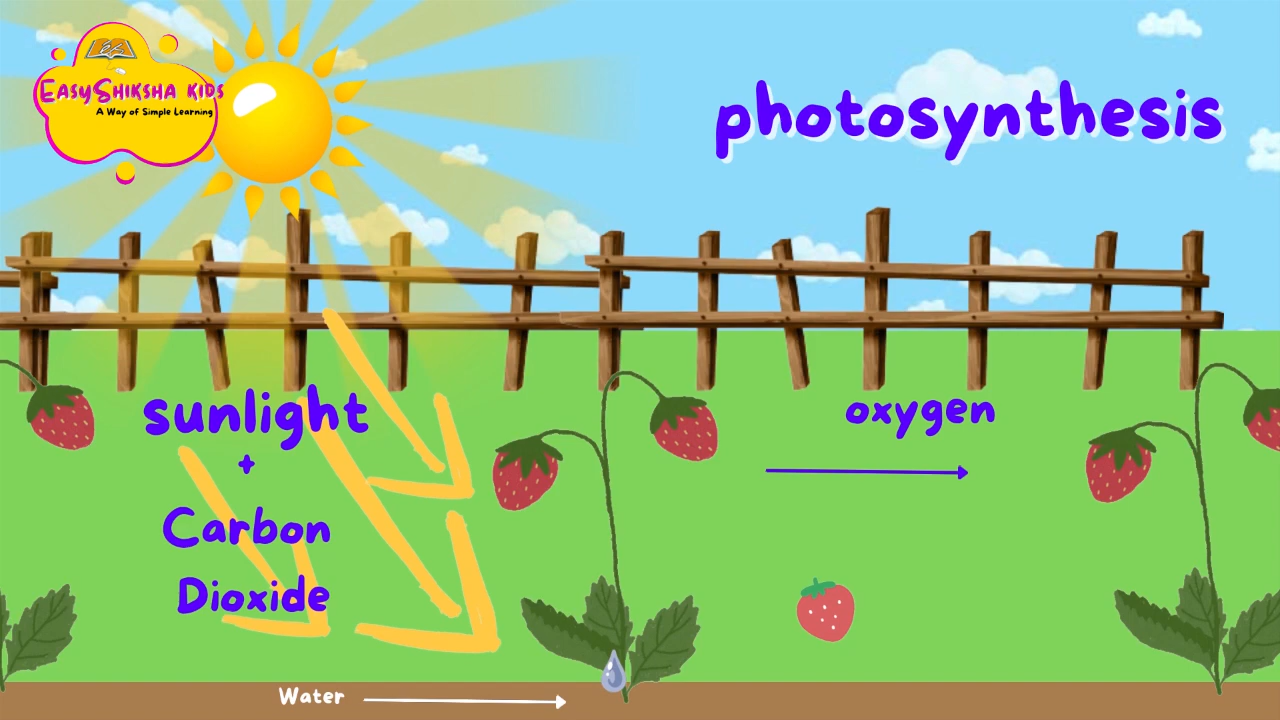 EasyShiksha Kids
A Way of Simple Learning
photosynthesis
sunlight
+
Carbon
Dioxide
oxygen
Water